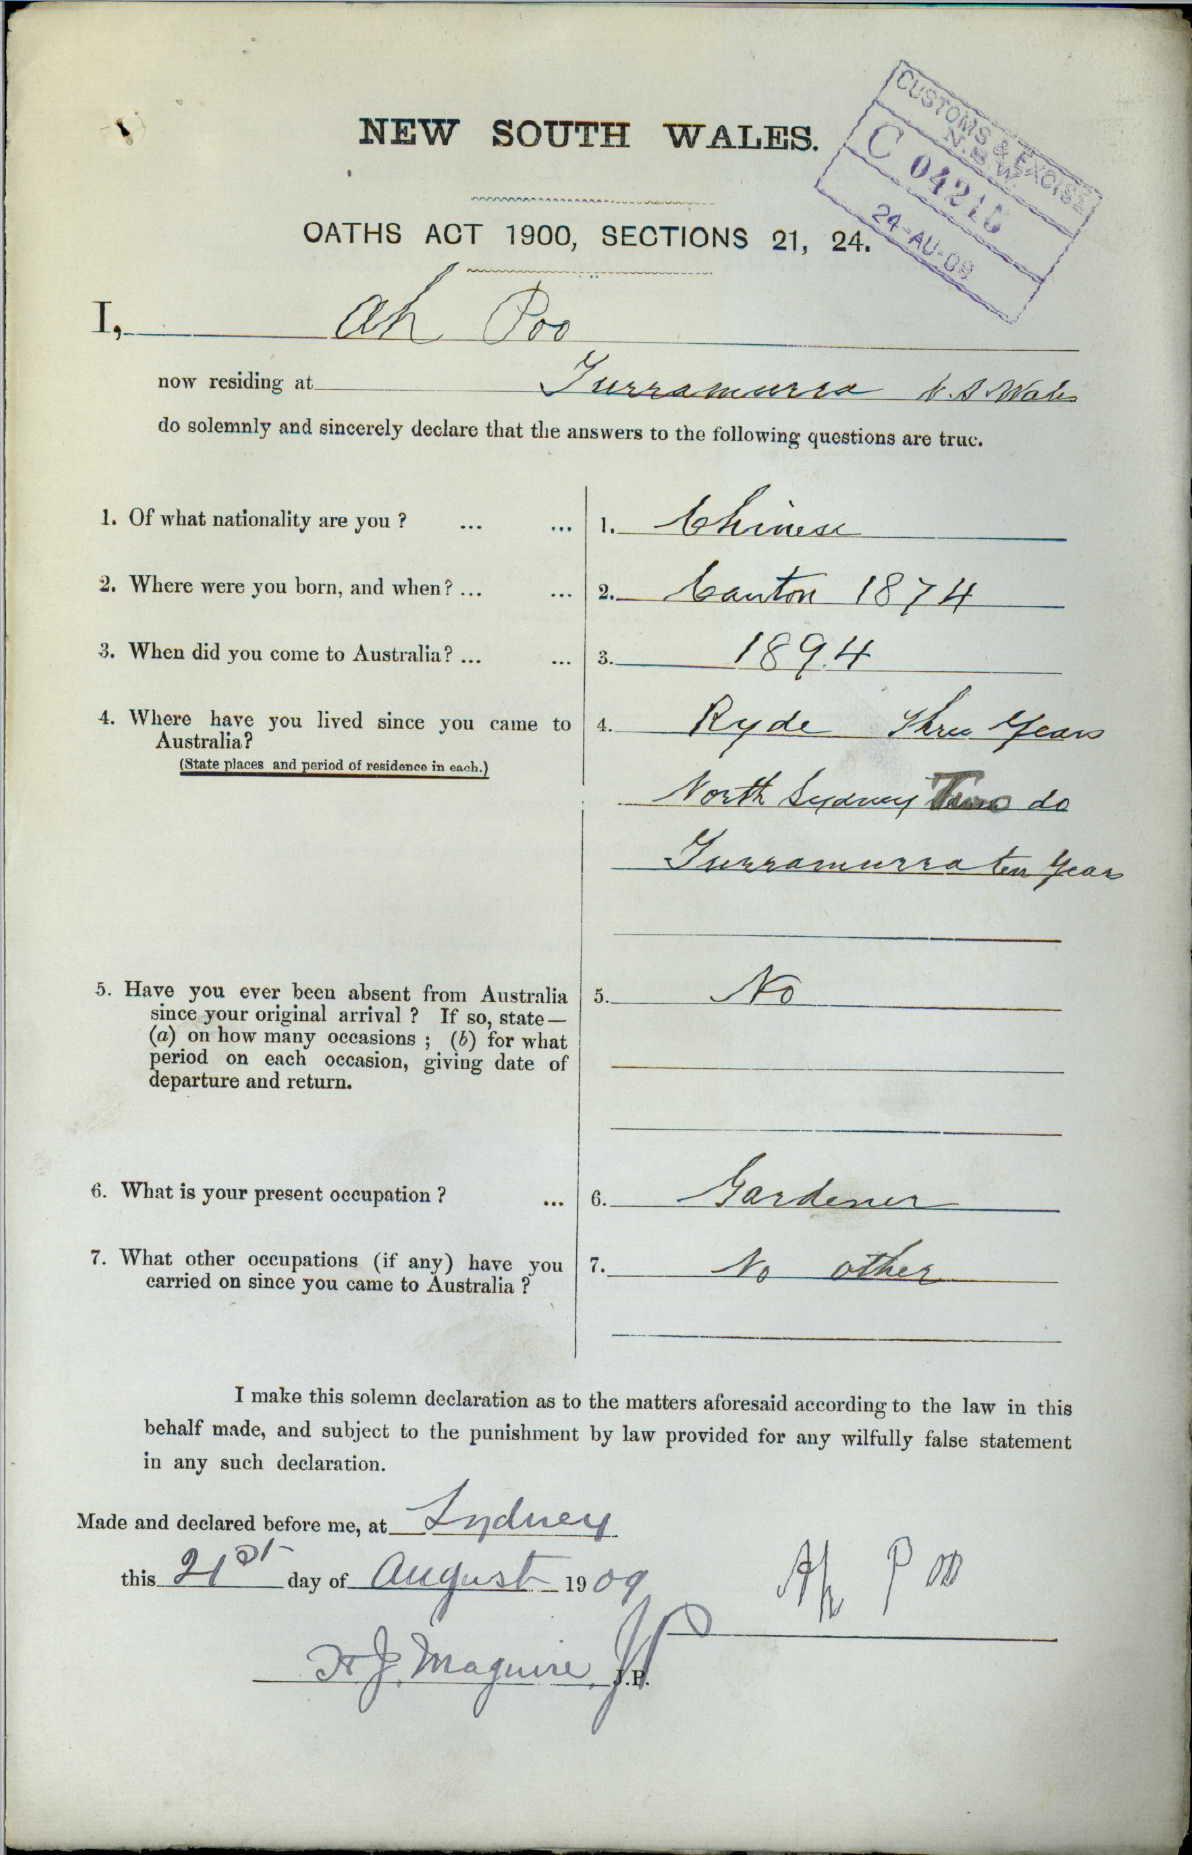 NEW SOUTH WALES.
CUSTOMS & EXCISE
N.S.W.
C 04215
24-AU-09
OATHS ACT 1900, SECTIONS 21, 24.
I, Ah Poo
now residing at Turramurra N. S. Wales
do solemnly and sincerely declare that the answers to the following questions are true.
1. Of what nationality are you ? ... ... 1. Chinese
2. Where were you born, and when? ... ... 2. Canton 1874
3. When did you come to Australia? ... ... 3. 1894
4. Where have you lived since you came to 4. Ryde Three Years
Australia?
(State places and period of residence in each.)
North Sydney Two do
Turramurra ten Years
5. Have you ever been absent from Australia 5. No
since your original arrival ? If so, state—
(a) on how many occasions ; (b) for what
period on each occasion, giving date of
departure and return.
6. What is your present occupation ? ... 6. Gardener
7. What other occupations (if any) have you 7. No other
carried on since you came to Australia ?
I make this solemn declaration as to the matters aforesaid according to the law in this
behalf made, and subject to the punishment by law provided for any wilfully false statement
in any such declaration.
Made and declared before me, at Sydney
this 21st day of August 1909
Ah Poo
H. J. Maguire, JP
J.P.